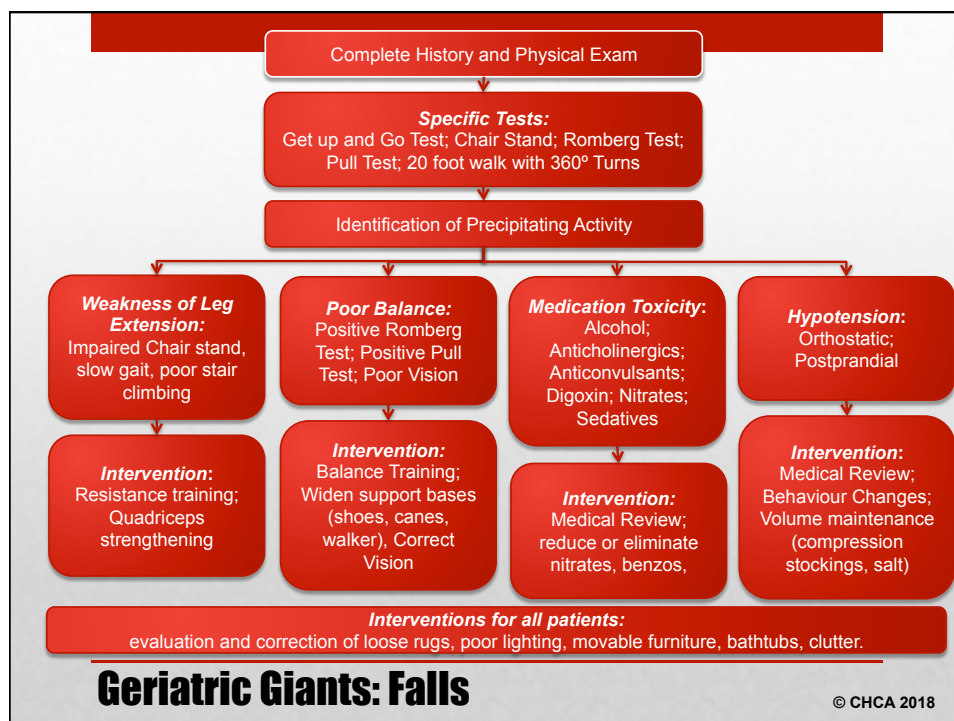 Complete History and Physical Exam
Specific Tests:
Get up and Go Test; Chair Stand; Romberg Test;
Pull Test; 20 foot walk with 360º Turns
Identification of Precipitating Activity
Weakness of Leg
Extension:
Impaired Chair stand,
slow gait, poor stair
climbing
Poor Balance:
Positive Romberg
Test; Positive Pull
Test; Poor Vision
Medication Toxicity:
Alcohol;
Anticholinergics;
Anticonvulsants;
Digoxin; Nitrates;
Sedatives
Hypotension:
Orthostatic;
Postprandial
Intervention:
Resistance training;
Quadriceps
strengthening
Intervention:
Balance Training;
Widen support bases
(shoes, canes,
walker), Correct
Vision
Intervention:
Medical Review;
reduce or eliminate
nitrates, benzos,
Intervention:
Medical Review;
Behaviour Changes;
Volume maintenance
(compression
stockings, salt)
Interventions for all patients:
evaluation and correction of loose rugs, poor lighting, movable furniture, bathtubs, clutter.
Geriatric Giants: Falls
© CHCA 2018